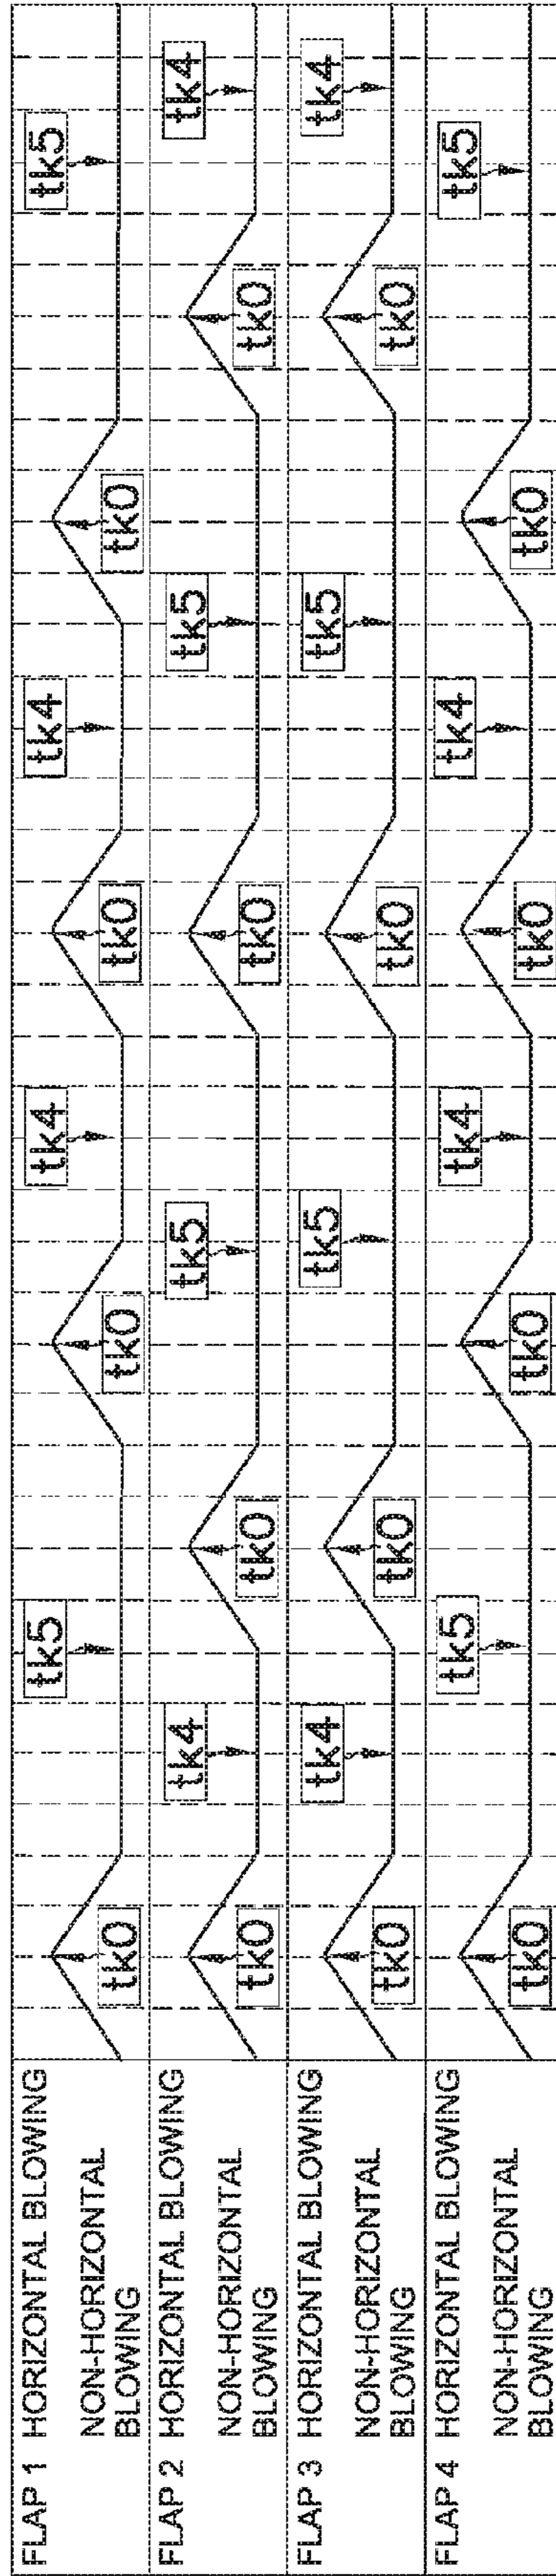 FLAP 1 HORIZONTAL BLOWING tk5 tk4 tk4 tk5
NON-HORIZONTAL
BLOWING tk0 tk0 tk0 tk0
FLAP 2 HORIZONTAL BLOWING tk4 tk5 tk5 tk4
NON-HORIZONTAL
BLOWING tk0 tk0 tk0 tk0
FLAP 3 HORIZONTAL BLOWING tk4 tk5 tk5 tk4
NON-HORIZONTAL
BLOWING tk0 tk0 tk0 tk0
FLAP 4 HORIZONTAL BLOWING tk5 tk4 tk4 tk5
NON-HORIZONTAL
BLOWING tk0 tk0 tk0 tk0